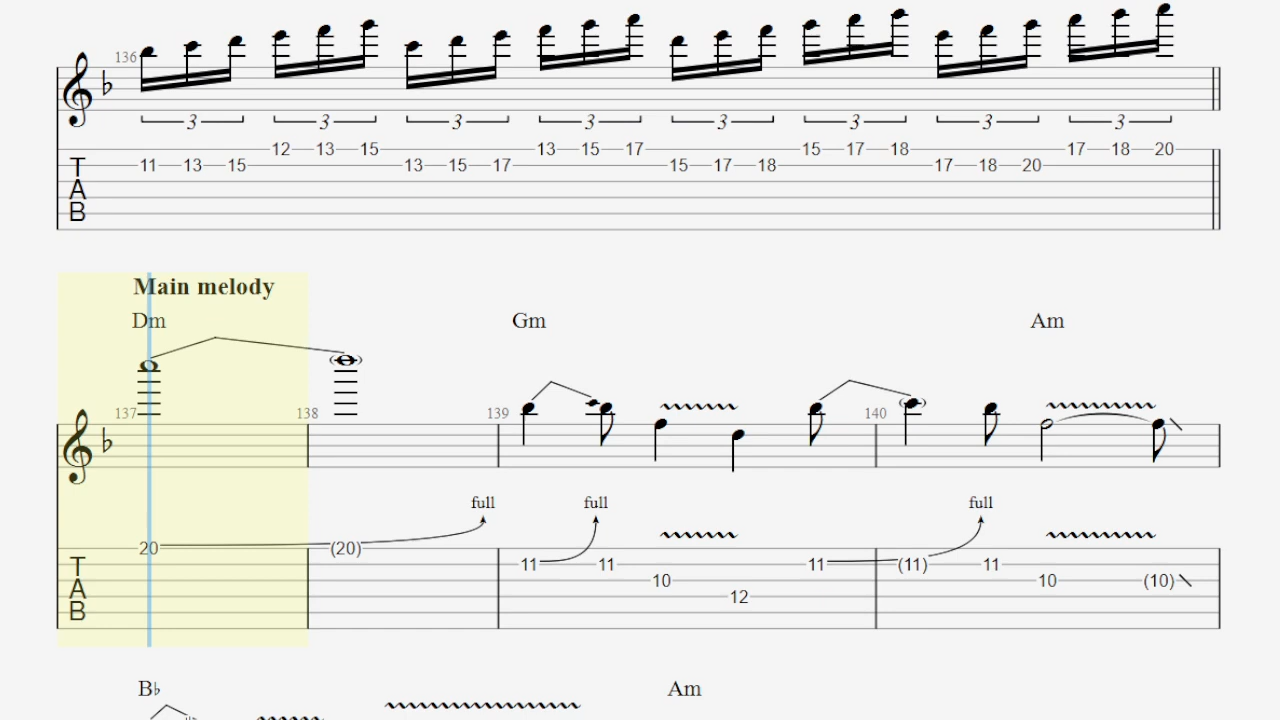 136
3 3 3 3 3 3 3 3
12 13 15 13 15 17 15 17 18 17 18 20
T 11 13 15 13 15 17 15 17 18 17 18 20
A
B
Main melody
Dm Gm Am
137 138 139 140
full full full
20 (20)
T 11 11 11 (11) 11
A 10 10 (10)
12
B
B♭ Am